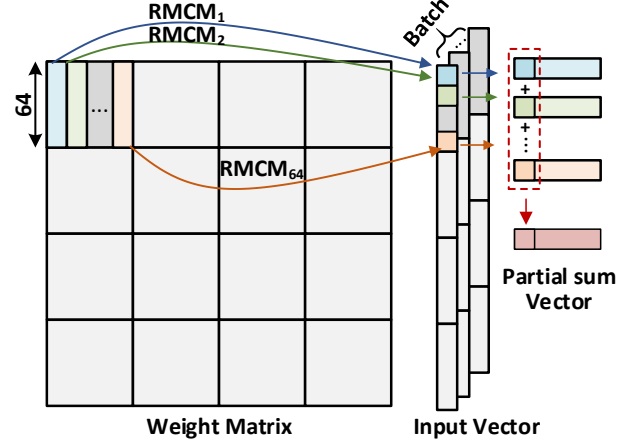 RMCM1
RMCM2
Batch
...
64
...
+
+
RMCM64
Partial sum
Vector
Weight Matrix
Input Vector